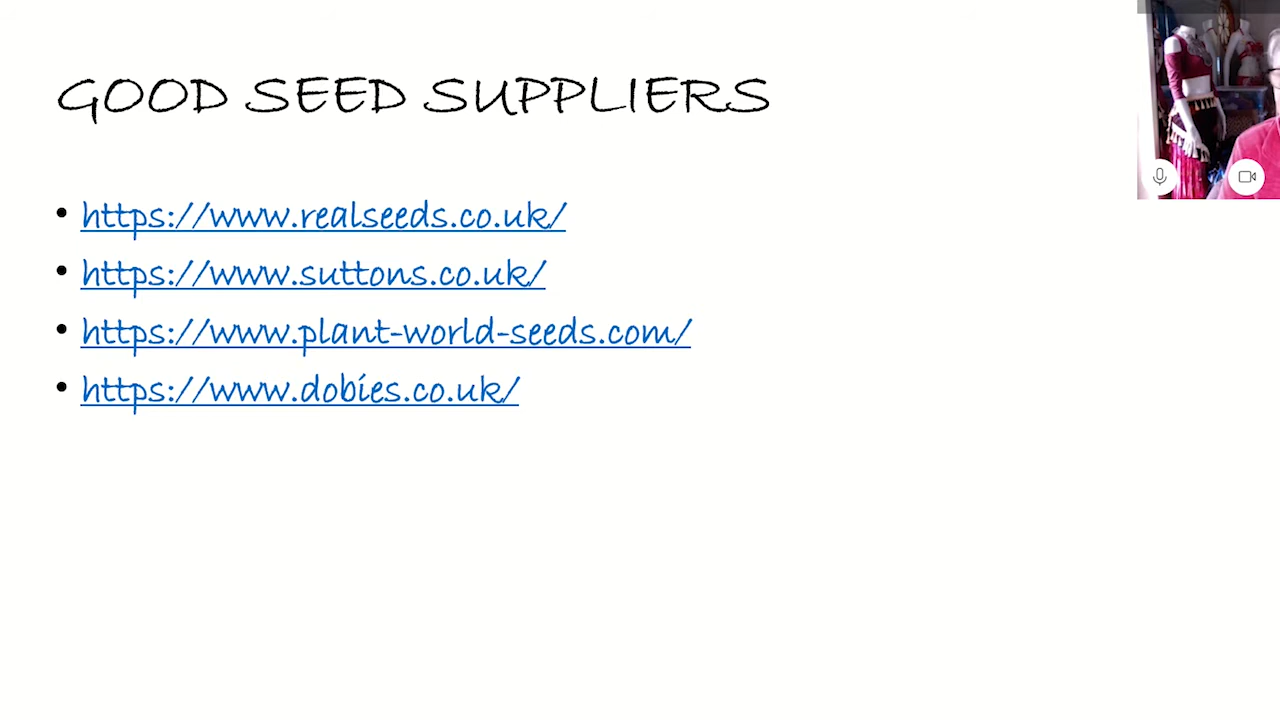 GOOD SEED SUPPLIERS
• https://www.realseeds.co.uk/
• https://www.suttons.co.uk/
• https://www.plant-world-seeds.com/
• https://www.dobies.co.uk/